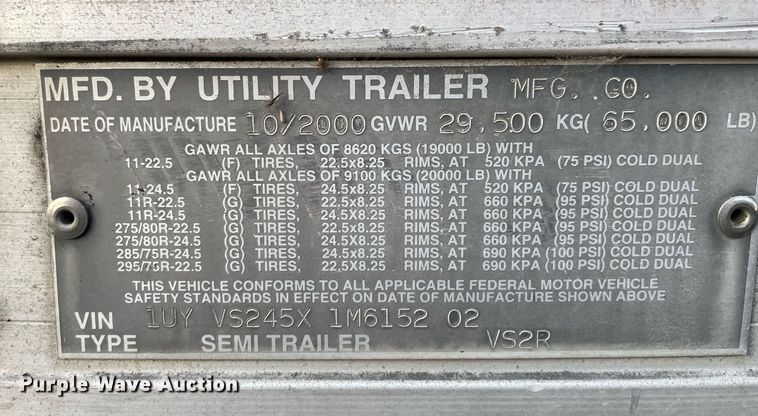 MFD. BY UTILITY TRAILER MFG. CO.
DATE OF MANUFACTURE 10/2000 GVWR 29,500 KG( 65,000 LB)
GAWR ALL AXLES OF 8620 KGS (19000 LB) WITH
11-22.5 (F) TIRES, 22.5x8.25 RIMS, AT 520 KPA (75 PSI) COLD DUAL
GAWR ALL AXLES OF 9100 KGS (20000 LB) WITH
11-24.5 (F) TIRES, 24.5x8.25 RIMS, AT 520 KPA (75 PSI) COLD DUAL
11R-22.5 (G) TIRES, 22.5X8.25 RIMS, AT 660 KPA (95 PSI) COLD DUAL
11R-24.5 (G) TIRES, 24.5X8.25 RIMS, AT 660 KPA (95 PSI) COLD DUAL
275/80R-22.5 (G) TIRES, 22.5X8.25 RIMS, AT 660 KPA (95 PSI) COLD DUAL
275/80R-24.5 (G) TIRES, 24.5X8.25 RIMS, AT 660 KPA (95 PSI) COLD DUAL
285/75R-24.5 (G) TIRES, 24.5X8.25 RIMS, AT 690 KPA (100 PSI) COLD DUAL
295/75R-22.5 (G) TIRES, 22.5X8.25 RIMS, AT 690 KPA (100 PSI) COLD DUAL
THIS VEHICLE CONFORMS TO ALL APPLICABLE FEDERAL MOTOR VEHICLE
SAFETY STANDARDS IN EFFECT ON DATE OF MANUFACTURE SHOWN ABOVE
VIN 1UY VS245X 1M6152 02
TYPE SEMI TRAILER VS2R
Purple Wave Auction